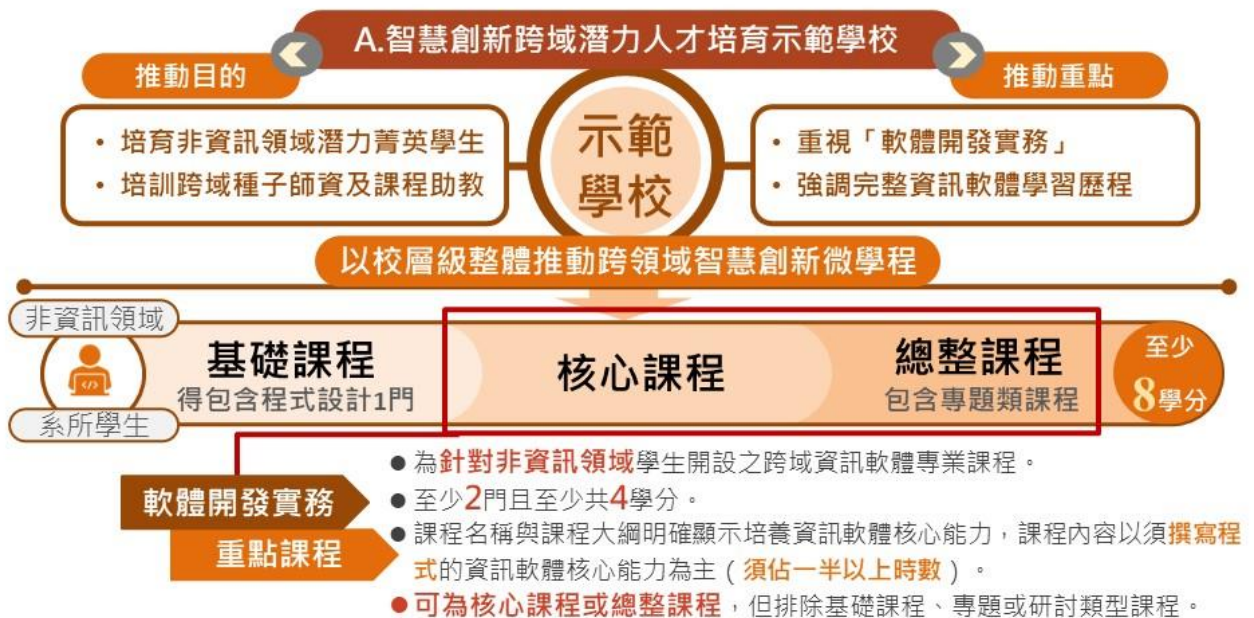 A.智慧創新跨域潛力人才培育示範學校
推動目的
• 培育非資訊領域潛力菁英學生
• 培訓跨域種子師資及課程助教
示範
學校
推動重點
• 重視「軟體開發實務」
• 強調完整資訊軟體學習歷程
以校層級整體推動跨領域智慧創新微學程
非資訊領域
系所學生
基礎課程
得包含程式設計1門
核心課程
總整課程
包含專題類課程
至少
8學分
軟體開發實務
重點課程
● 為針對非資訊領域學生開設之跨域資訊軟體專業課程。
● 至少2門且至少共4學分。
● 課程名稱與課程大綱明確顯示培養資訊軟體核心能力，課程內容以須撰寫程
式的資訊軟體核心能力為主（須佔一半以上時數）。
● 可為核心課程或總整課程，但排除基礎課程、專題或研討類型課程。